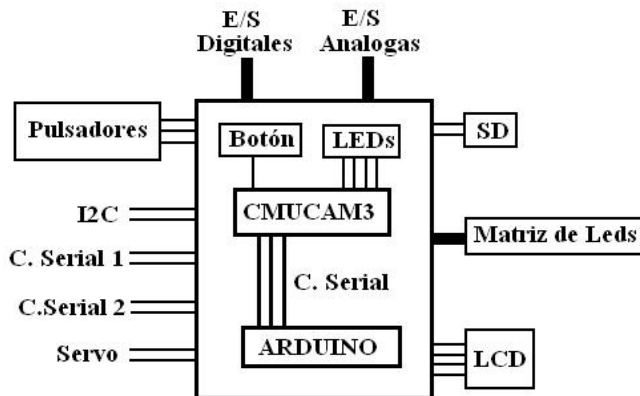 E/S
Digitales
E/S
Analogas
Pulsadores
Botón
LEDs
SD
CMUCAM3
I2C
Matriz de Leds
C. Serial 1
C. Serial
C.Serial 2
Servo
ARDUINO
LCD